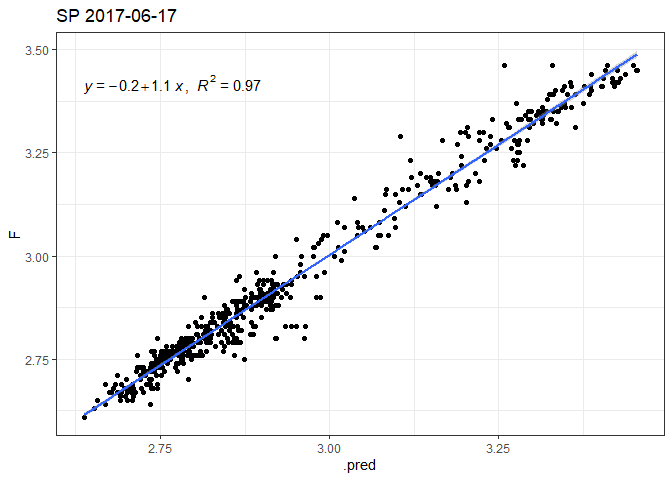 SP 2017-06-17
3.50
y = −0.2+1.1 x, R² = 0.97
3.25
F
3.00
2.75
2.75 3.00 3.25
.pred